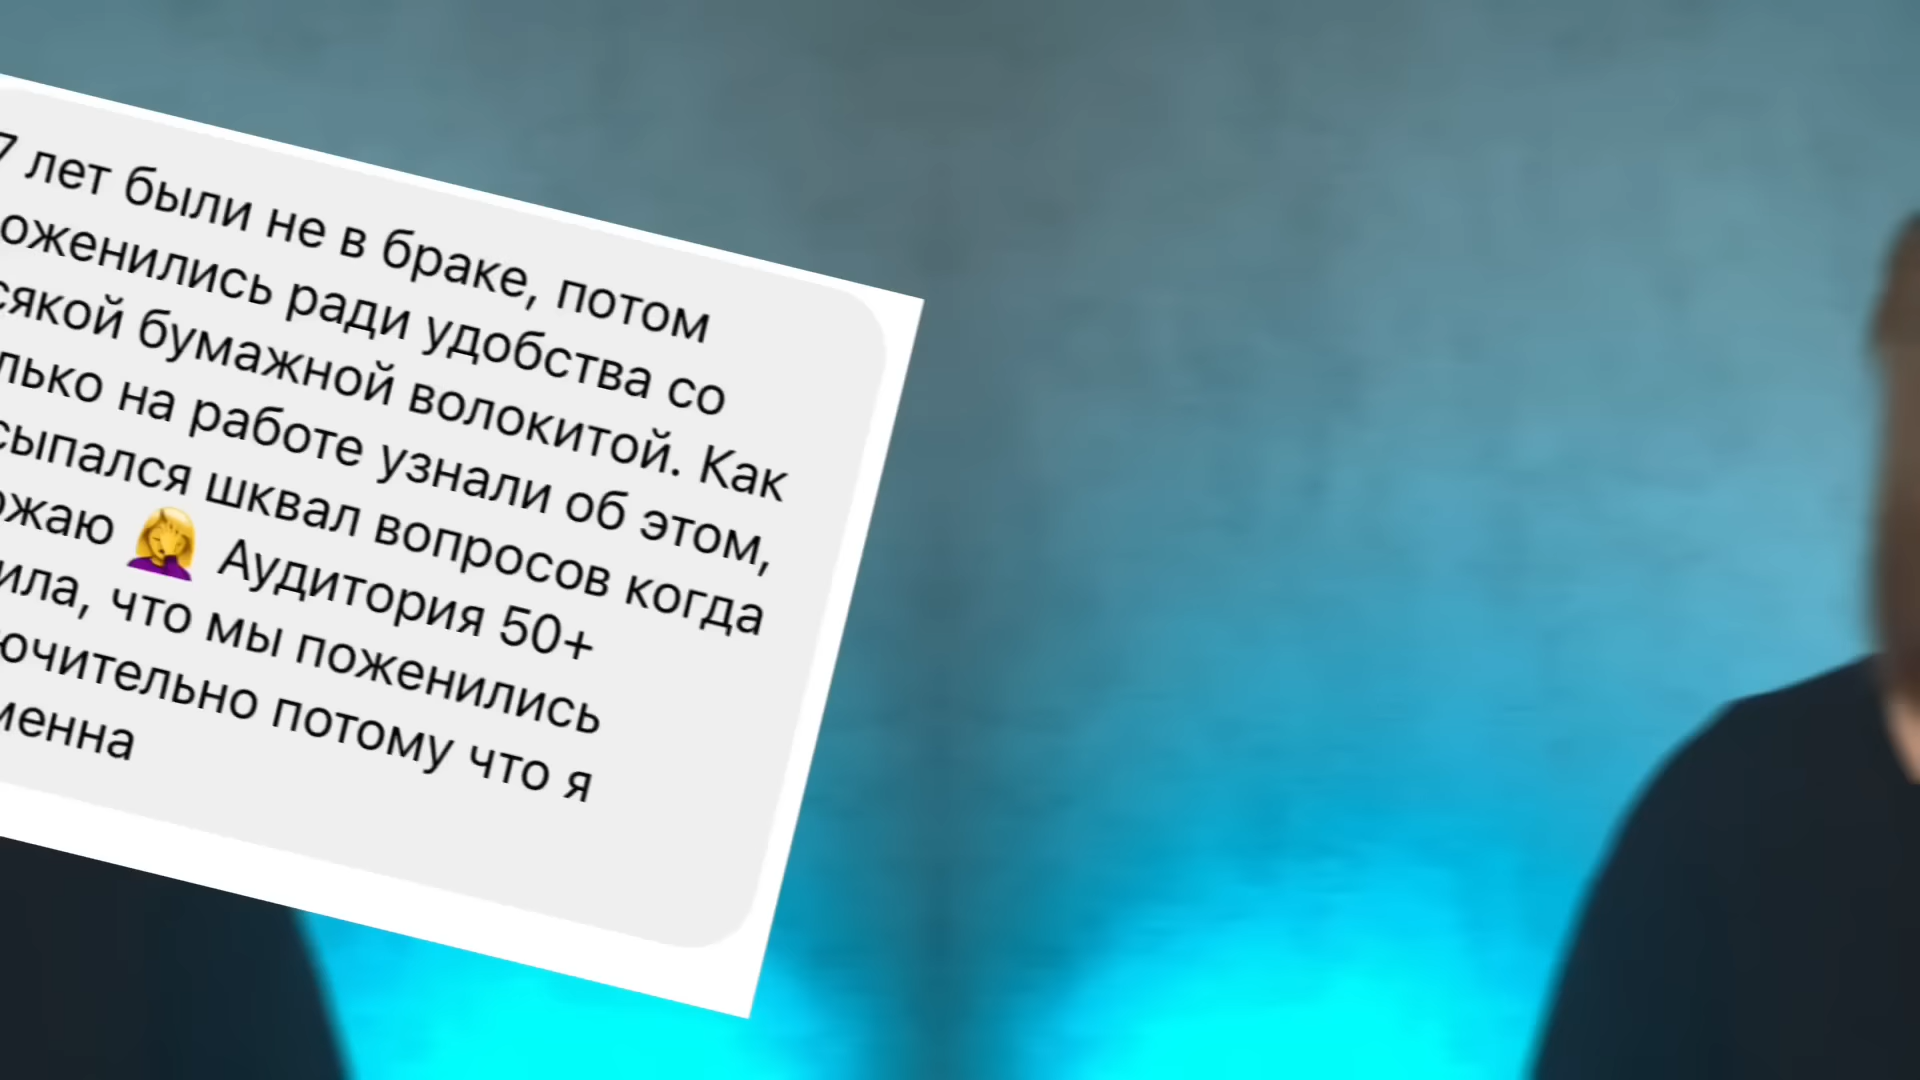 7 лет были не в браке, потом
оженились ради удобства со
сякой бумажной волокитой. Как
лько на работе узнали об этом,
сыпался шквал вопросов когда
ожаю 🤦‍♀️ Аудитория 50+
ила, что мы поженились
ючительно потому что я
менна